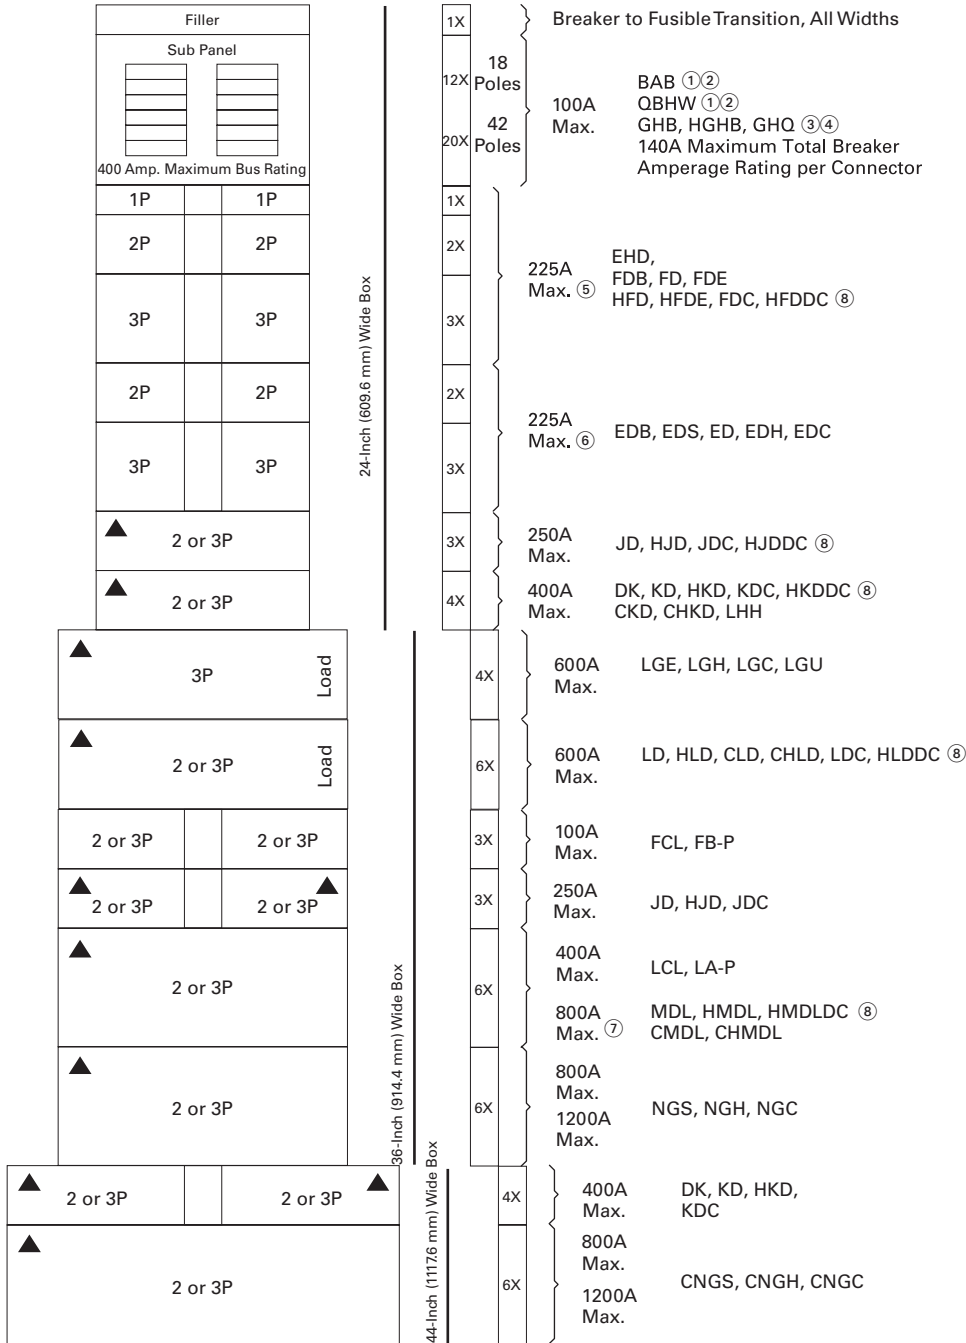 Filler
1X
Breaker to Fusible Transition, All Widths
Sub Panel
400 Amp. Maximum Bus Rating
12X
18
Poles
20X
42
Poles
100A
Max.
BAB ①②
QBHW ①②
GHB, HGHB, GHQ ③④
140A Maximum Total Breaker
Amperage Rating per Connector
1P 1P
1X
2P 2P
2X
3P 3P
3X
225A
Max. ⑤
EHD,
FDB, FD, FDE
HFD, HFDE, FDC, HFDDC ⑧
24-Inch (609.6 mm) Wide Box
2P 2P
2X
3P 3P
3X
225A
Max. ⑥
EDB, EDS, ED, EDH, EDC
2 or 3P
3X
250A
Max.
JD, HJD, JDC, HJDDC ⑧
2 or 3P
4X
400A
Max.
DK, KD, HKD, KDC, HKDDC ⑧
CKD, CHKD, LHH
3P
Load
4X
600A
Max.
LGE, LGH, LGC, LGU
2 or 3P
Load
6X
600A
Max.
LD, HLD, CLD, CHLD, LDC, HLDDC ⑧
2 or 3P 2 or 3P
3X
100A
Max.
FCL, FB-P
2 or 3P 2 or 3P
3X
250A
Max.
JD, HJD, JDC
2 or 3P
6X
400A
Max.
LCL, LA-P
800A
Max. ⑦
MDL, HMDL, HMDLDC ⑧
CMDL, CHMDL
36-Inch (914.4 mm) Wide Box
2 or 3P
6X
800A
Max.
1200A
Max.
NGS, NGH, NGC
2 or 3P 2 or 3P
4X
400A
Max.
DK, KD, HKD,
KDC
44-Inch (1117.6 mm) Wide Box
2 or 3P
6X
800A
Max.
1200A
Max.
CNGS, CNGH, CNGC